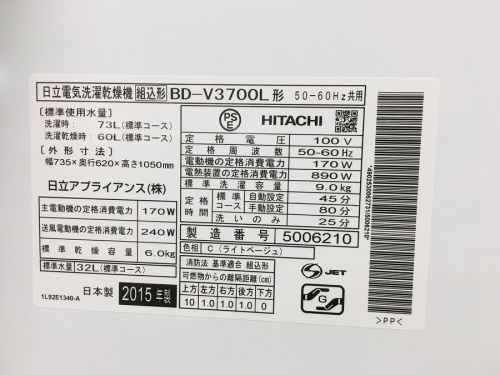 日立電気洗濯乾燥機 組込形 BD-V3700L 形 50-60Hz共用
〔標準使用水量〕
洗濯時: 73L(標準コース)
洗濯乾燥時: 60L(標準コース)
〔外形寸法〕
幅735×奥行620×高さ1050mm
日立アプライアンス(株)
主電動機の定格消費電力 170W
送風電動機の定格消費電力 240W
標準乾燥容量 6.0kg
標準水量 32L(標準コース)
日本製 2015年製
1L92E1340-A
PS
E
HITACHI
定格電圧 100V
定格周波数 50-60Hz
電動機の定格消費電力 170W
電熱装置の定格消費電力 890W
標準洗濯容量 9.0kg
定格時間 標準 自動設定 45分
標準 手動設定 80分
洗いのみ 25分
製造番号 5006210
色相 C(ライトベージュ)
消防法 基準適合 組込形
可燃物からの離隔距離(cm)
上方 左方 右方 前方 後方 下方
10 1.0 1.0 1.0 1.0 0
S JET
G
>PP<